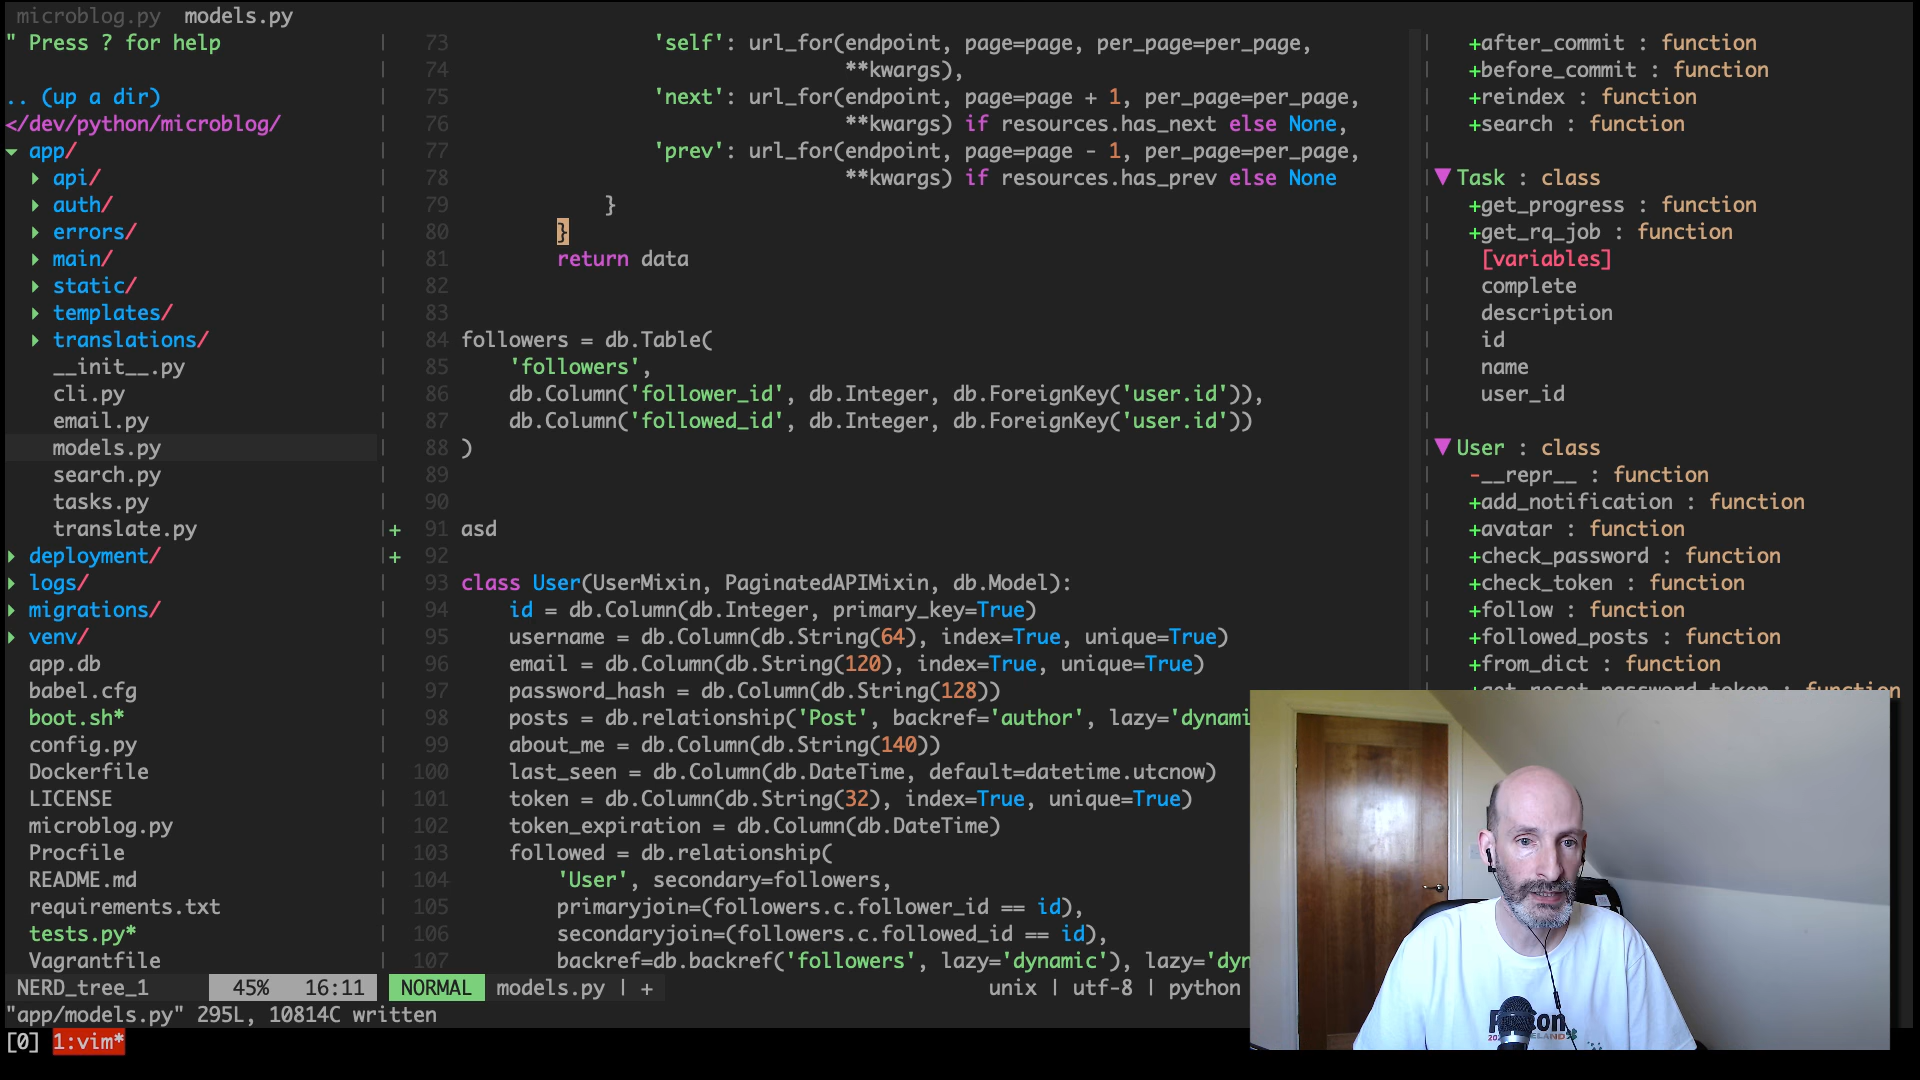 microblog.py models.py
" Press ? for help
.. (up a dir)
</dev/python/microblog/
app/
api/
auth/
errors/
main/
static/
templates/
translations/
__init__.py
cli.py
email.py
models.py
search.py
tasks.py
translate.py
deployment/
logs/
migrations/
venv/
app.db
babel.cfg
boot.sh*
config.py
Dockerfile
LICENSE
microblog.py
Procfile
README.md
requirements.txt
tests.py*
Vagrantfile
73 'self': url_for(endpoint, page=page, per_page=per_page,
74 **kwargs),
75 'next': url_for(endpoint, page=page + 1, per_page=per_page,
76 **kwargs) if resources.has_next else None,
77 'prev': url_for(endpoint, page=page - 1, per_page=per_page,
78 **kwargs) if resources.has_prev else None
79 }
80 }
81 return data
82
83
84 followers = db.Table(
85 'followers',
86 db.Column('follower_id', db.Integer, db.ForeignKey('user.id')),
87 db.Column('followed_id', db.Integer, db.ForeignKey('user.id'))
88 )
89
90
+ 91 asd
+ 92
93 class User(UserMixin, PaginatedAPIMixin, db.Model):
94 id = db.Column(db.Integer, primary_key=True)
95 username = db.Column(db.String(64), index=True, unique=True)
96 email = db.Column(db.String(120), index=True, unique=True)
97 password_hash = db.Column(db.String(128))
98 posts = db.relationship('Post', backref='author', lazy='dynami
99 about_me = db.Column(db.String(140))
100 last_seen = db.Column(db.DateTime, default=datetime.utcnow)
101 token = db.Column(db.String(32), index=True, unique=True)
102 token_expiration = db.Column(db.DateTime)
103 followed = db.relationship(
104 'User', secondary=followers,
105 primaryjoin=(followers.c.follower_id == id),
106 secondaryjoin=(followers.c.followed_id == id),
107 backref=db.backref('followers', lazy='dynamic'), lazy='dyn
+after_commit : function
+before_commit : function
+reindex : function
+search : function
▼ Task : class
+get_progress : function
+get_rq_job : function
[variables]
complete
description
id
name
user_id
▼ User : class
-__repr__ : function
+add_notification : function
+avatar : function
+check_password : function
+check_token : function
+follow : function
+followed_posts : function
+from_dict : function
+get_reset_password_token : function
NERD_tree_1 45% 16:11 NORMAL models.py | + unix | utf-8 | python
"app/models.py" 295L, 10814C written
[0] 1:vim*